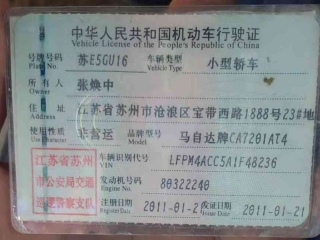 中华人民共和国机动车行驶证
Vehicle License of the People's Republic of China
号牌号码 苏E5GU16 车辆类型 小型轿车
Plate No. Vehicle Type
所有人 张焕中
Owner
住址 江苏省苏州市沧浪区宝带西路1888号23#地
Address
使用性质 非营运 品牌型号 马自达牌CA7201AT4
Use Character Model
江苏省苏州
市公安局交通
巡逻警察支队
车辆识别代号 LFPM4ACC5A1F48236
VIN
发动机号码 80322240
Engine No.
注册日期 2011-01-21 发证日期 2011-01-21
Register Date Issue Date